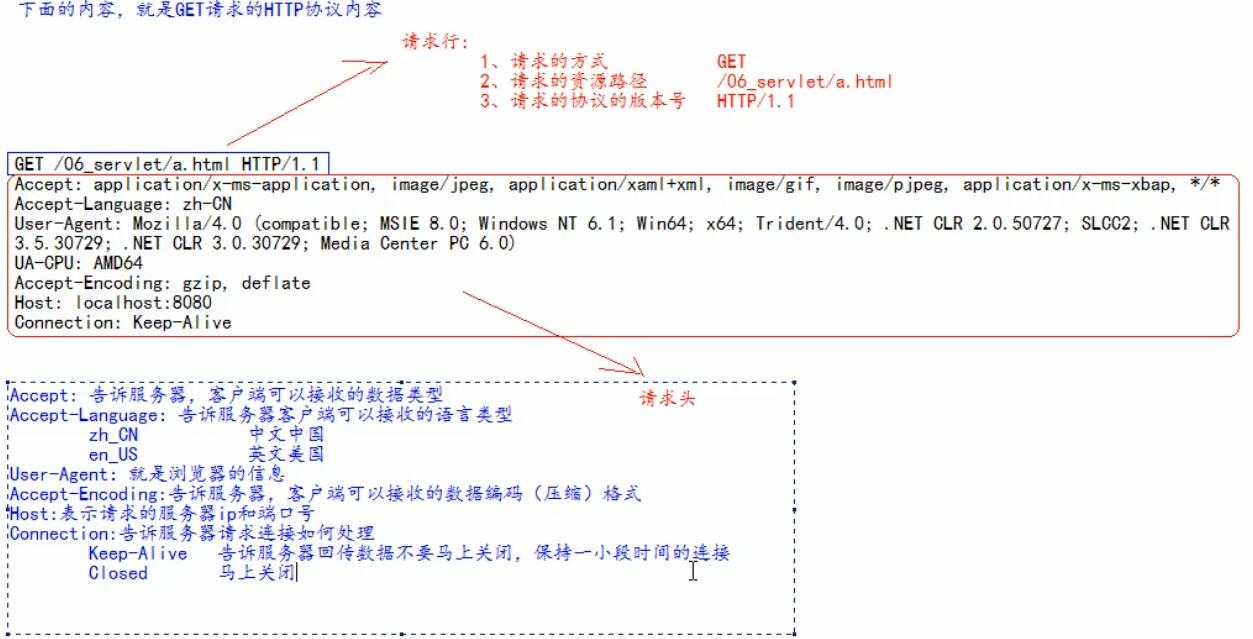 下面的内容，就是GET请求的HTTP协议内容
请求行：
1、请求的方式 GET
2、请求的资源路径 /06_servlet/a.html
3、请求的协议的版本号 HTTP/1.1
GET /06_servlet/a.html HTTP/1.1
Accept: application/x-ms-application, image/jpeg, application/xaml+xml, image/gif, image/pjpeg, application/x-ms-xbap, */*
Accept-Language: zh-CN
User-Agent: Mozilla/4.0 (compatible; MSIE 8.0; Windows NT 6.1; Win64; x64; Trident/4.0; .NET CLR 2.0.50727; SLCC2; .NET CLR
3.5.30729; .NET CLR 3.0.30729; Media Center PC 6.0)
UA-CPU: AMD64
Accept-Encoding: gzip, deflate
Host: localhost:8080
Connection: Keep-Alive
请求头
Accept: 告诉服务器，客户端可以接收的数据类型
Accept-Language: 告诉服务器客户端可以接收的语言类型
zh_CN 中文中国
en_US 英文美国
User-Agent: 就是浏览器的信息
Accept-Encoding:告诉服务器，客户端可以接收的数据编码（压缩）格式
Host:表示请求的服务器ip和端口号
Connection:告诉服务器请求连接如何处理
Keep-Alive 告诉服务器回传数据不要马上关闭，保持一小段时间的连接
Closed 马上关闭